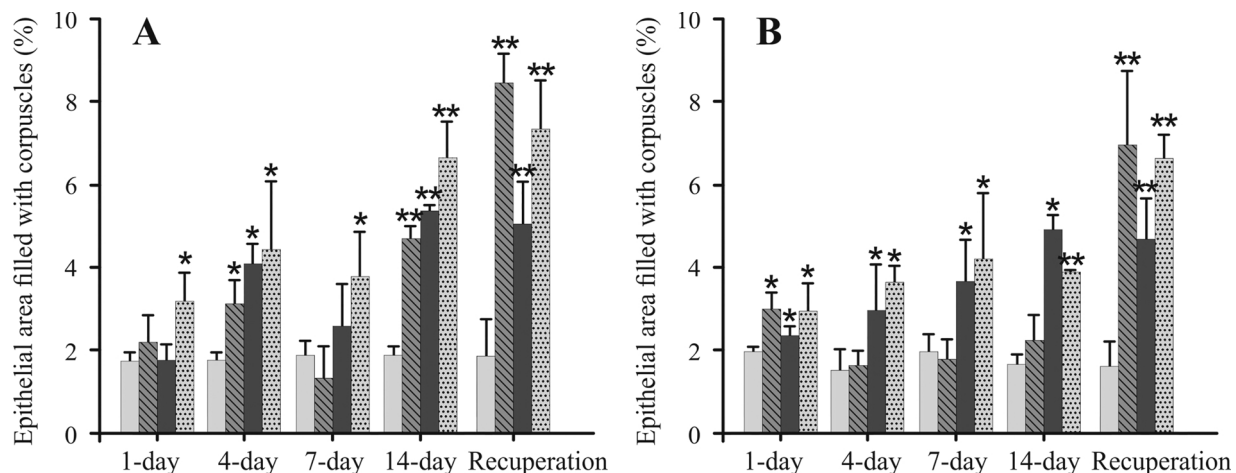 Epithelial area filled with corpuscles (%)
10
8
6
4
2
0
A
*
*
*
*
*
**
**
**
**
**
**
1-day
4-day
7-day
14-day
Recuperation
Epithelial area filled with corpuscles (%)
10
8
6
4
2
0
B
*
*
*
*
*
*
*
*
**
**
**
**
1-day
4-day
7-day
14-day
Recuperation